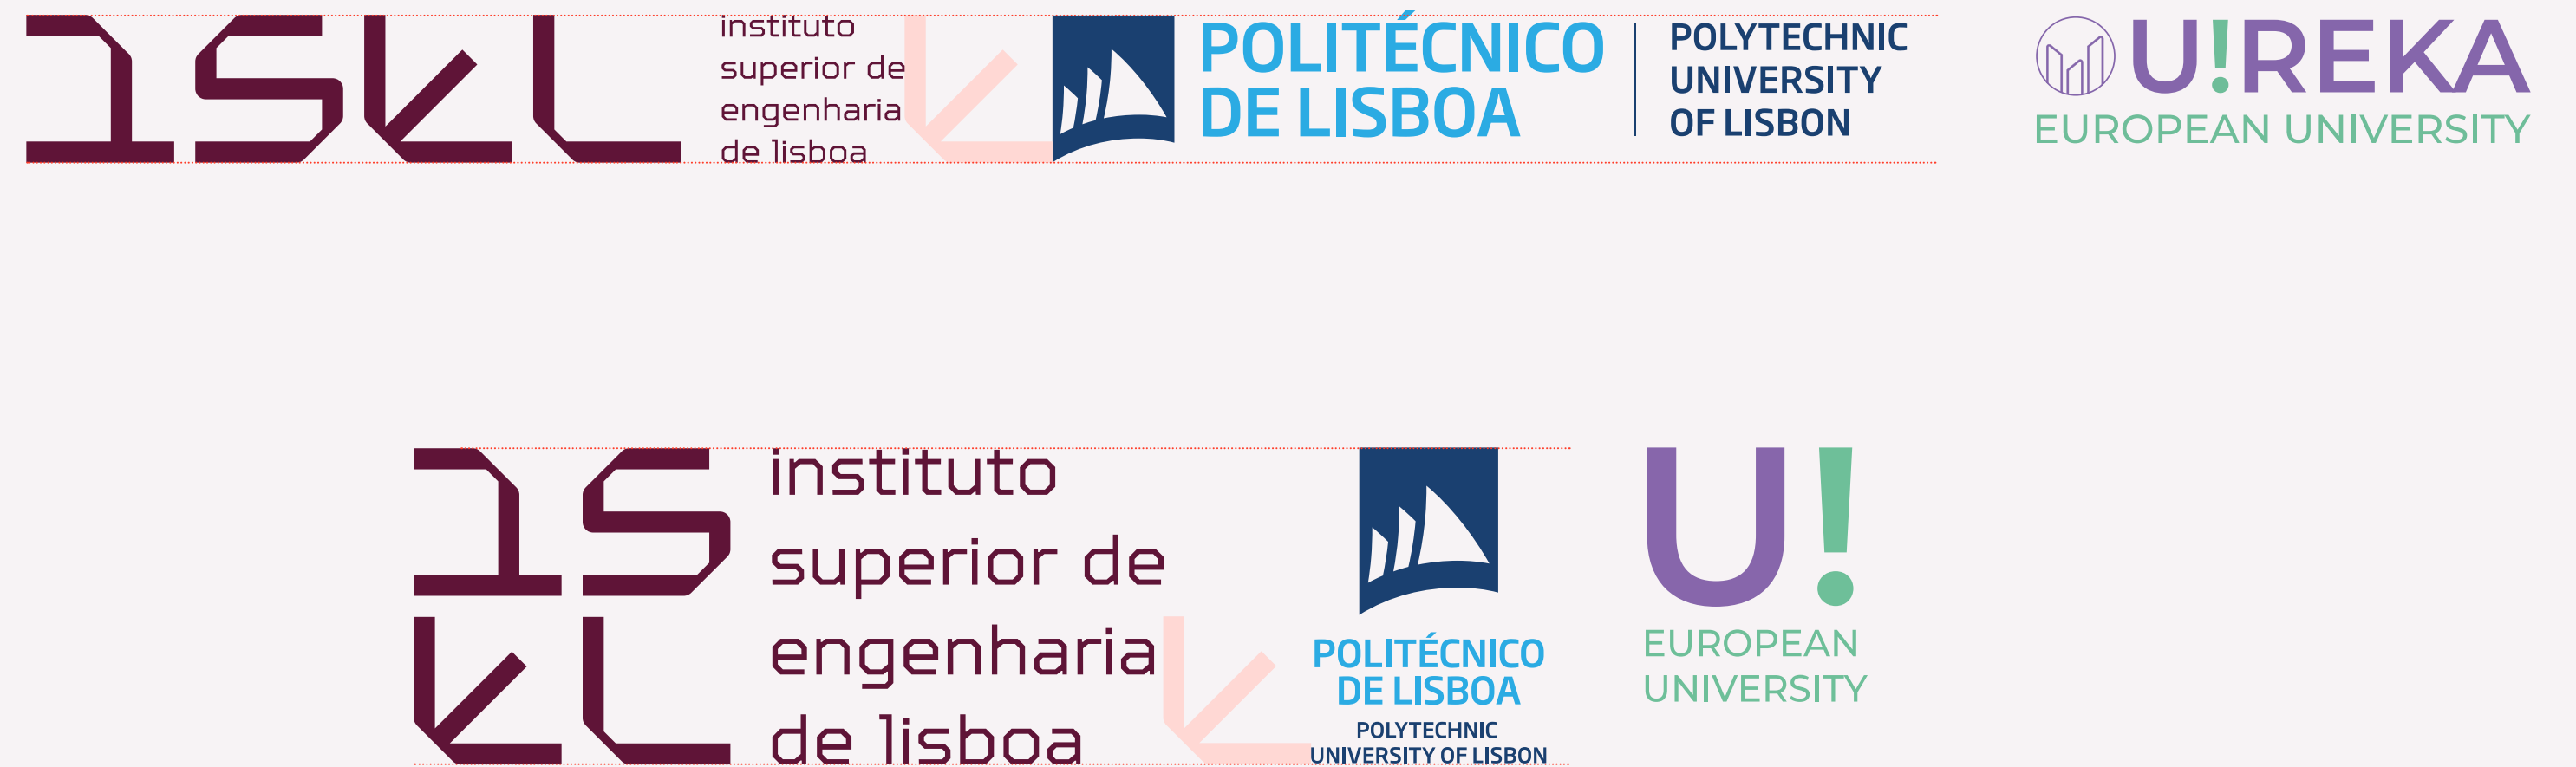 isel
instituto
superior de
engenharia
de lisboa
POLITÉCNICO
DE LISBOA
POLYTECHNIC
UNIVERSITY
OF LISBON
U!REKA
EUROPEAN UNIVERSITY
is
el
instituto
superior de
engenharia
de lisboa
POLITÉCNICO
DE LISBOA
POLYTECHNIC
UNIVERSITY OF LISBON
U!
EUROPEAN
UNIVERSITY